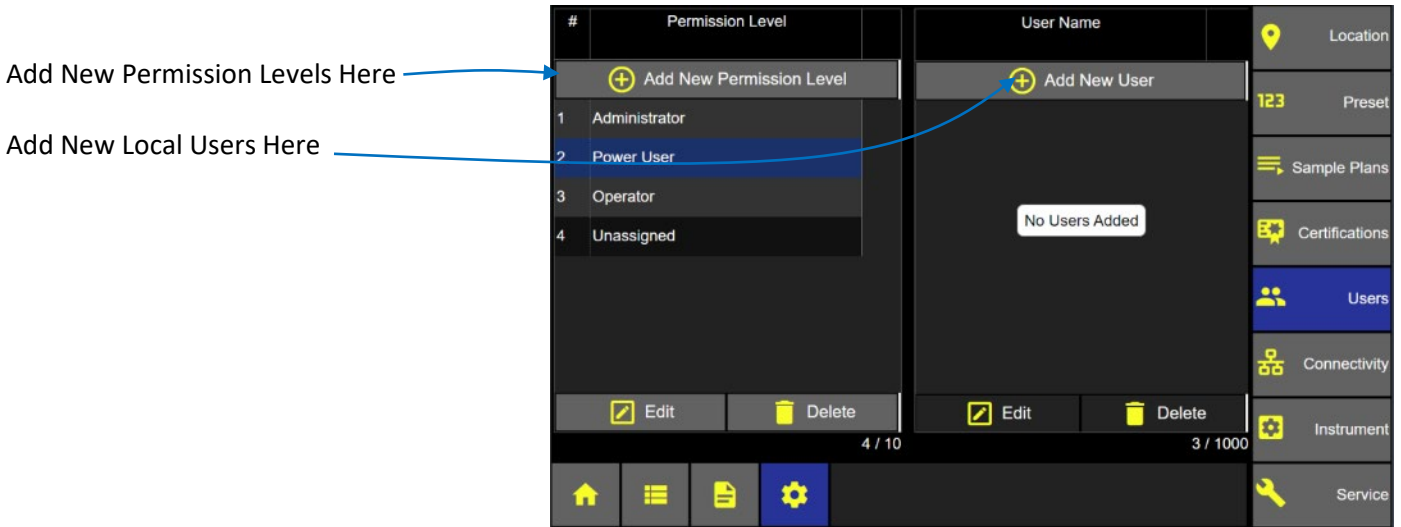 Add New Permission Levels Here
Add New Local Users Here
# Permission Level
Add New Permission Level
1 Administrator
2 Power User
3 Operator
4 Unassigned
Edit Delete
4 / 10
User Name
Add New User
No Users Added
Edit Delete
3 / 1000
Location
123 Preset
Sample Plans
Certifications
Users
Connectivity
Instrument
Service